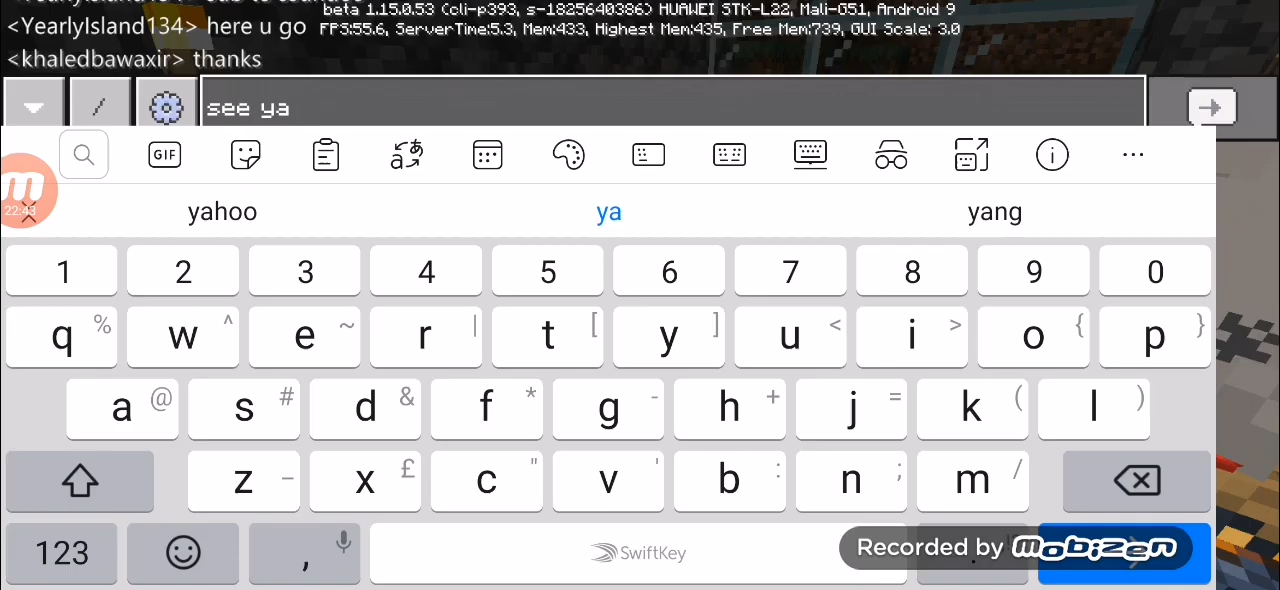 beta 1.15.0.53 (cli-p393, s-1825640386) HUAWEI STK-L22, Mali-G51, Android 9
<YearlyIsland134> here u go
FPS:55.6, ServerTime:5.3, Mem:433, Highest Mem:435, Free Mem:739, GUI Scale: 3.0
<khaledbawaxir> thanks
/
see ya
GIF
22:43
yahoo ya yang
1 2 3 4 5 6 7 8 9 0
q % w ^ e ~ r | t [ y ] u < i > o { p }
a @ s # d & f * g - h + j = k ( l )
z _ x £ c " v ' b : n ; m /
123 , SwiftKey .
Recorded by mobizen